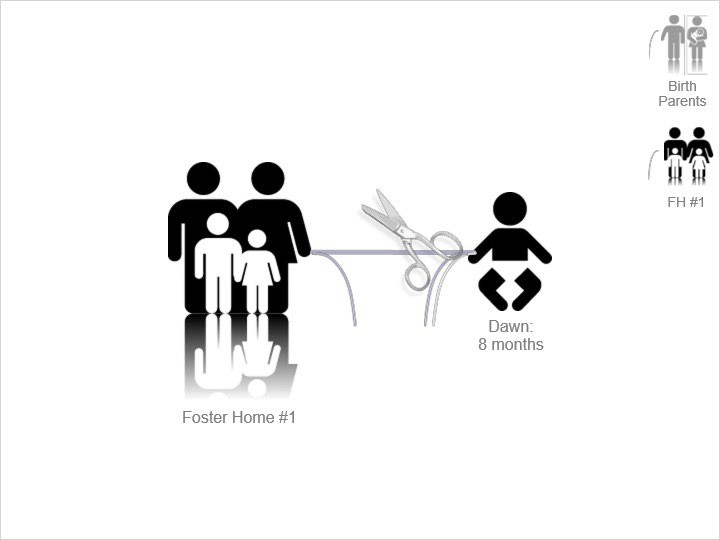 Birth
Parents
FH #1
Dawn:
8 months
Foster Home #1